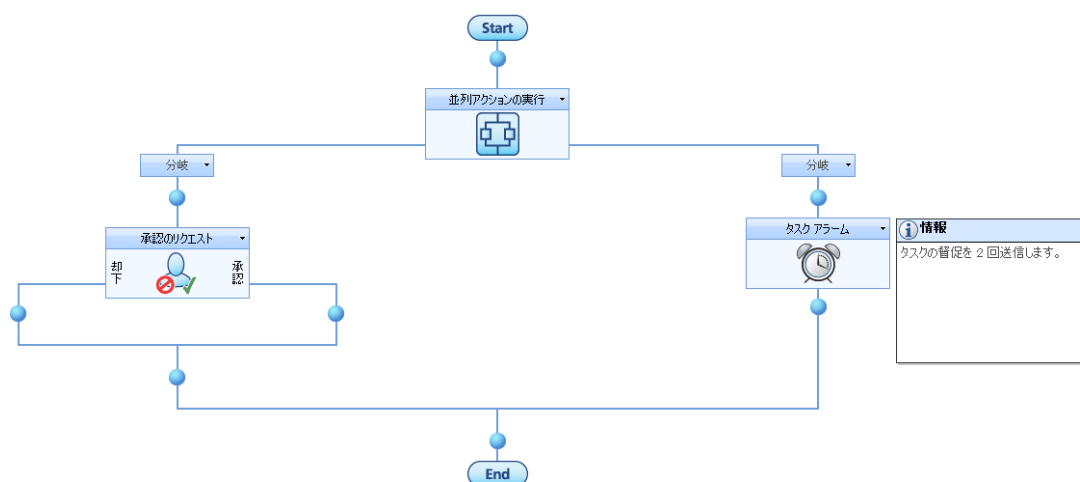 Start
並列アクションの実行
分岐
分岐
承認のリクエスト
却下
承認
タスク アラーム
情報
タスクの督促を 2 回送信します。
End